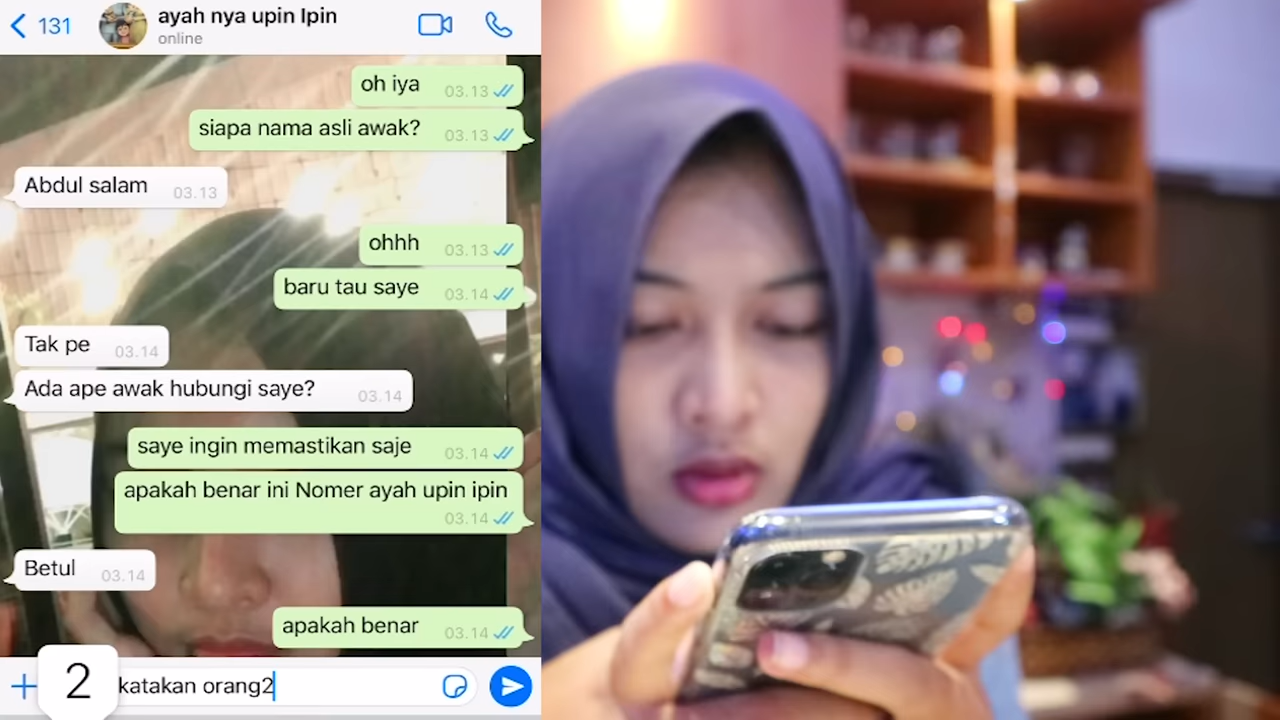 131
ayah nya upin Ipin
online
oh iya 03.13
siapa nama asli awak? 03.13
Abdul salam 03.13
ohhh 03.13
baru tau saye 03.14
Tak pe 03.14
Ada ape awak hubungi saye? 03.14
saye ingin memastikan saje 03.14
apakah benar ini Nomer ayah upin ipin
03.14
Betul 03.14
apakah benar 03.14
2
katakan orang2